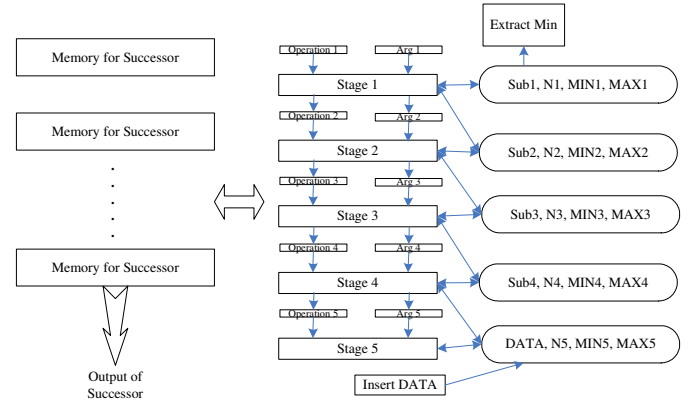 Extract Min
Memory for Successor
Memory for Successor
.
.
.
.
.
Memory for Successor
Output of
Successor
Operation 1
Arg 1
Stage 1
Operation 2
Arg 2
Stage 2
Operation 3
Arg 3
Stage 3
Operation 4
Arg 4
Stage 4
Operation 5
Arg 5
Stage 5
Sub1, N1, MIN1, MAX1
Sub2, N2, MIN2, MAX2
Sub3, N3, MIN3, MAX3
Sub4, N4, MIN4, MAX4
DATA, N5, MIN5, MAX5
Insert DATA